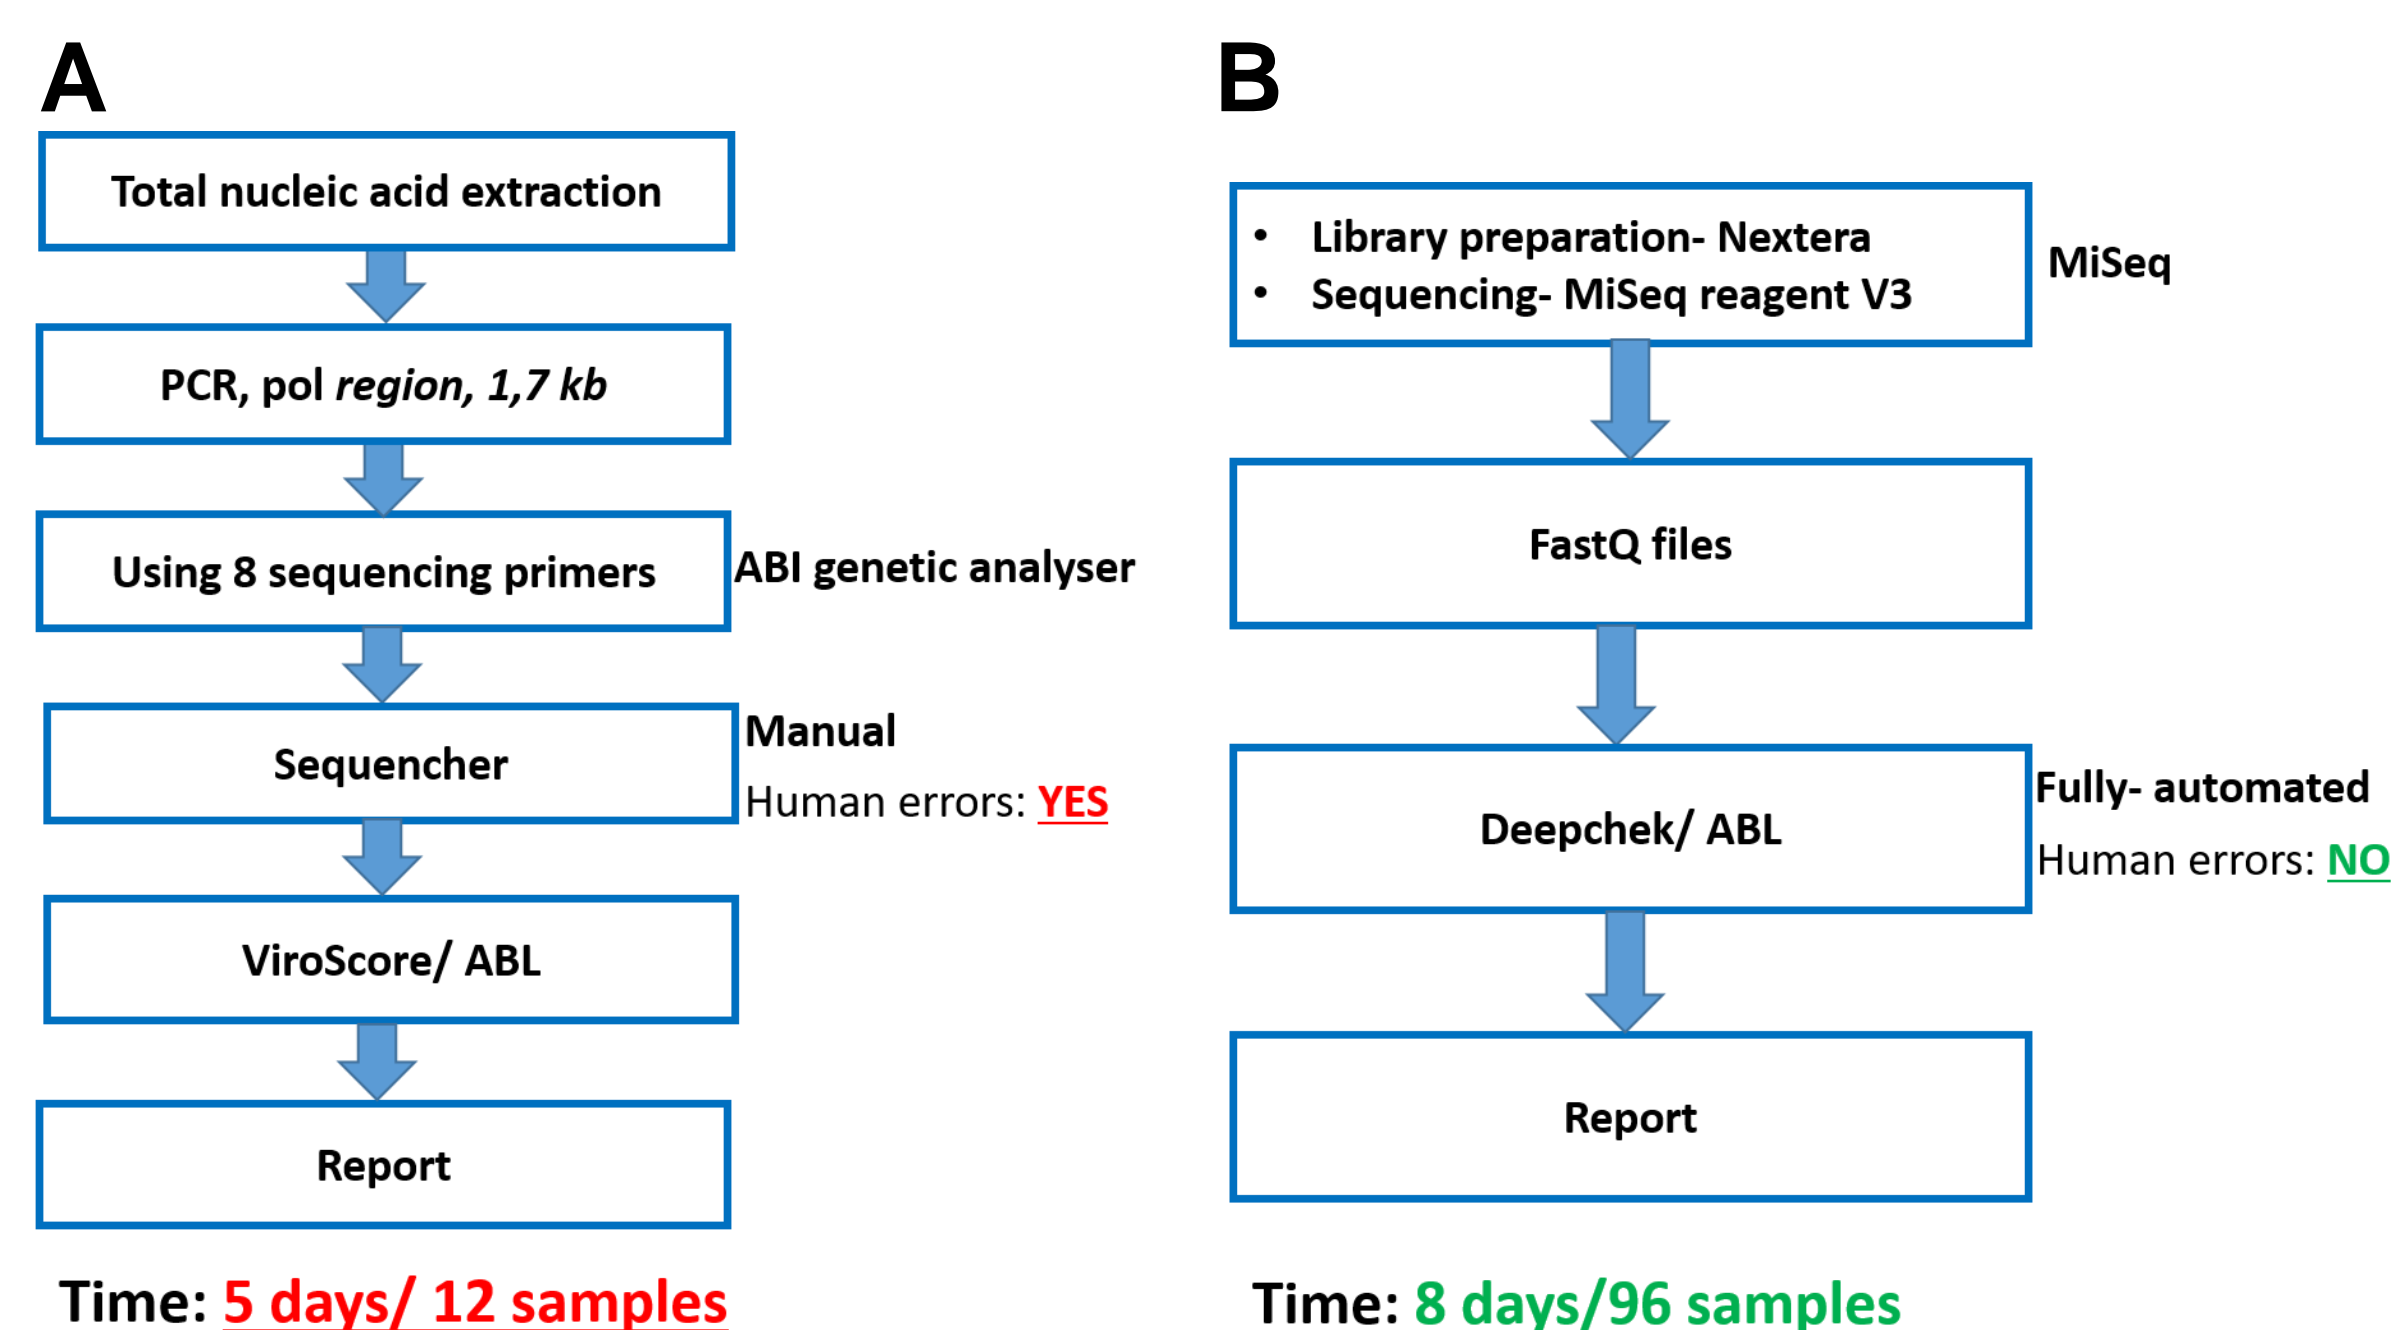 A
Total nucleic acid extraction
PCR, pol region, 1,7 kb
Using 8 sequencing primers
ABI genetic analyser
Sequencher
Manual
Human errors: YES
ViroScore/ ABL
Report
Time: 5 days/ 12 samples
B
• Library preparation- Nextera
• Sequencing- MiSeq reagent V3
MiSeq
FastQ files
Deepchek/ ABL
Fully- automated
Human errors: NO
Report
Time: 8 days/96 samples